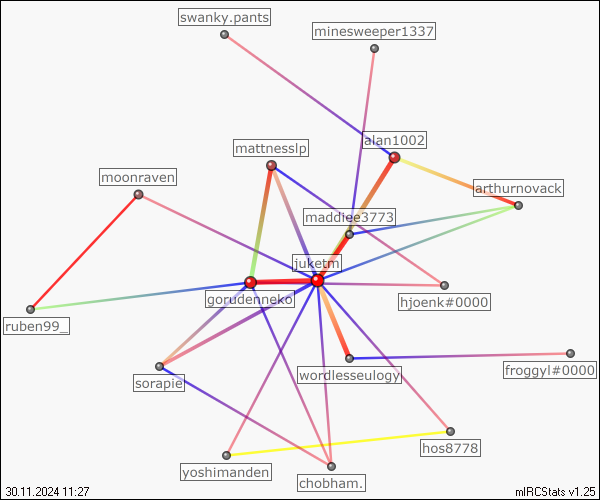 swanky.pants
minesweeper1337
alan1002
mattnesslp
moonraven
arthurnovack
maddiee3773
juketm
gorudenneko
hjoenk#0000
ruben99_
froggyl#0000
wordlesseulogy
sorapie
hos8778
yoshimanden
chobham.
30.11.2024 11:27
mIRCStats v1.25